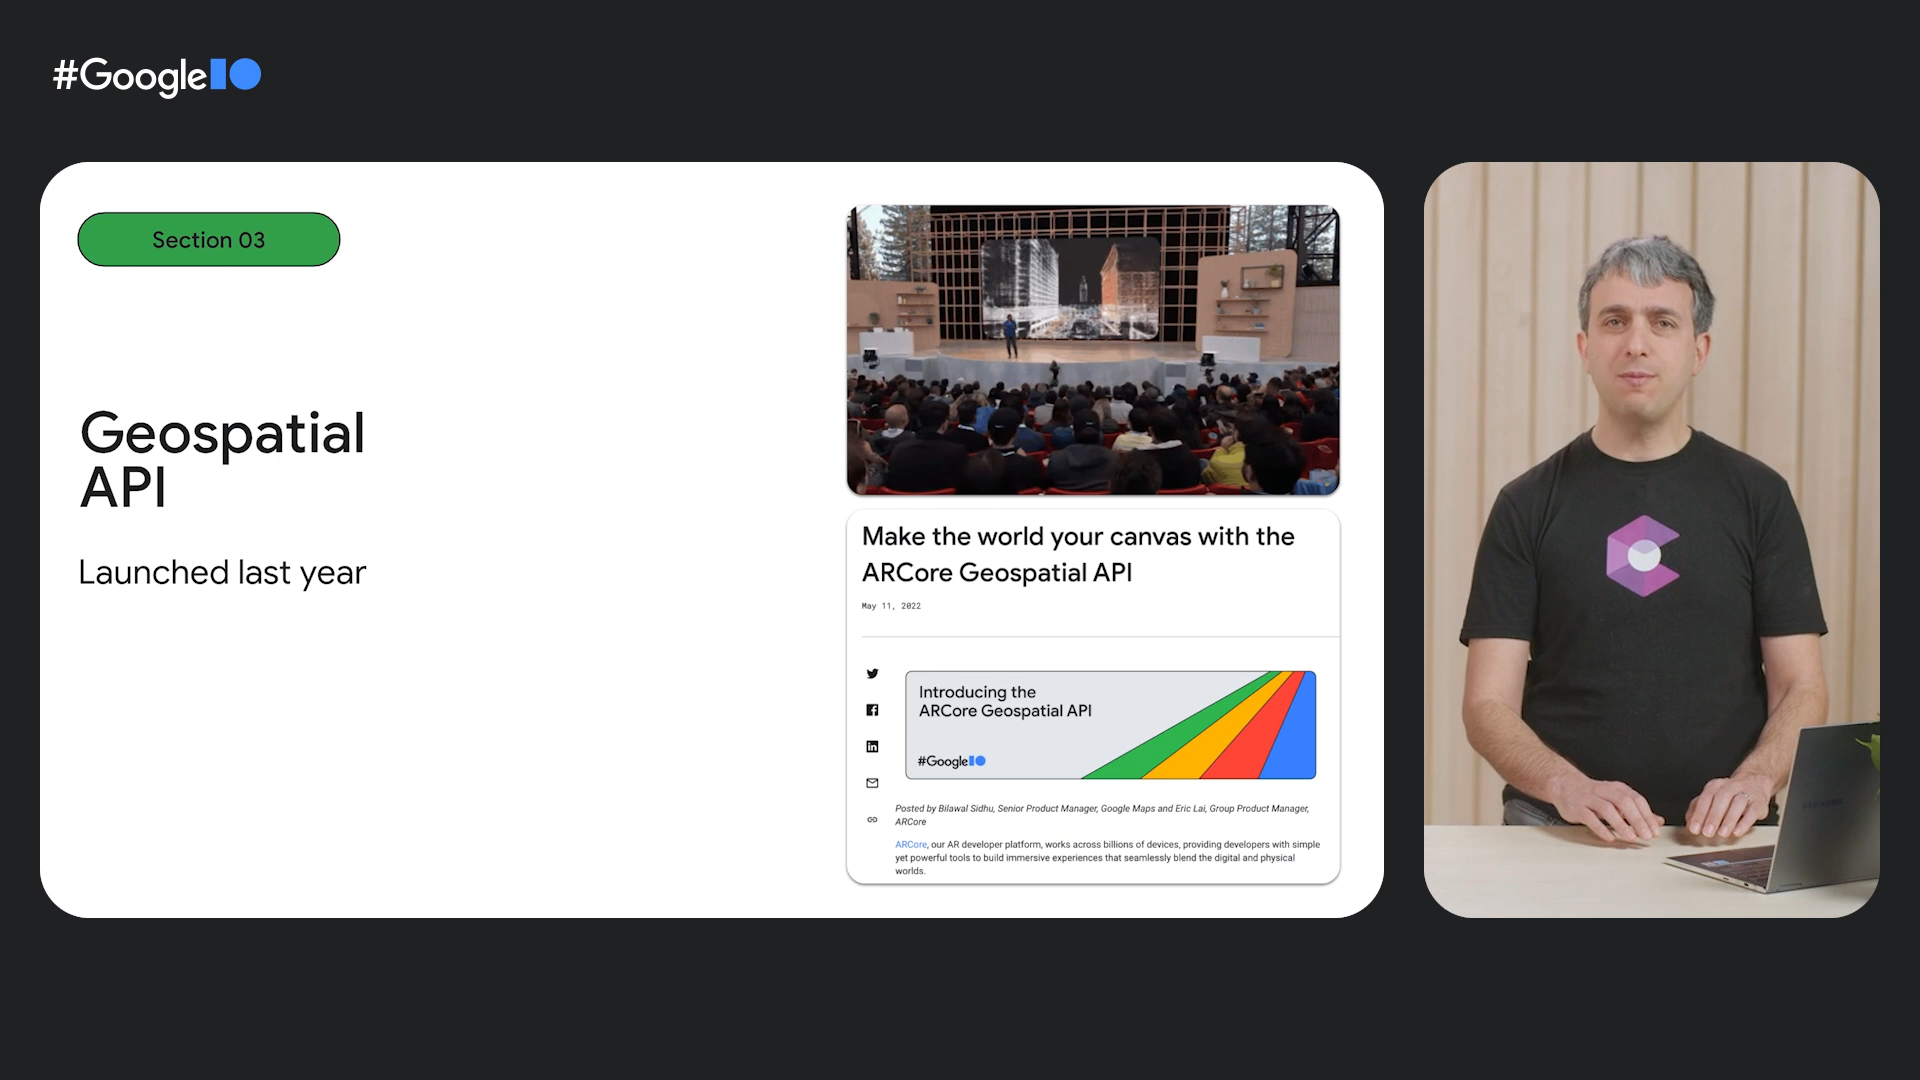 #GoogleIO
Section 03
Geospatial
API
Launched last year
Make the world your canvas with the
ARCore Geospatial API
May 11, 2022
Introducing the
ARCore Geospatial API
#GoogleIO
Posted by Bilawal Sidhu, Senior Product Manager, Google Maps and Eric Lai, Group Product Manager,
ARCore
ARCore, our AR developer platform, works across billions of devices, providing developers with simple
yet powerful tools to build immersive experiences that seamlessly blend the digital and physical
worlds.